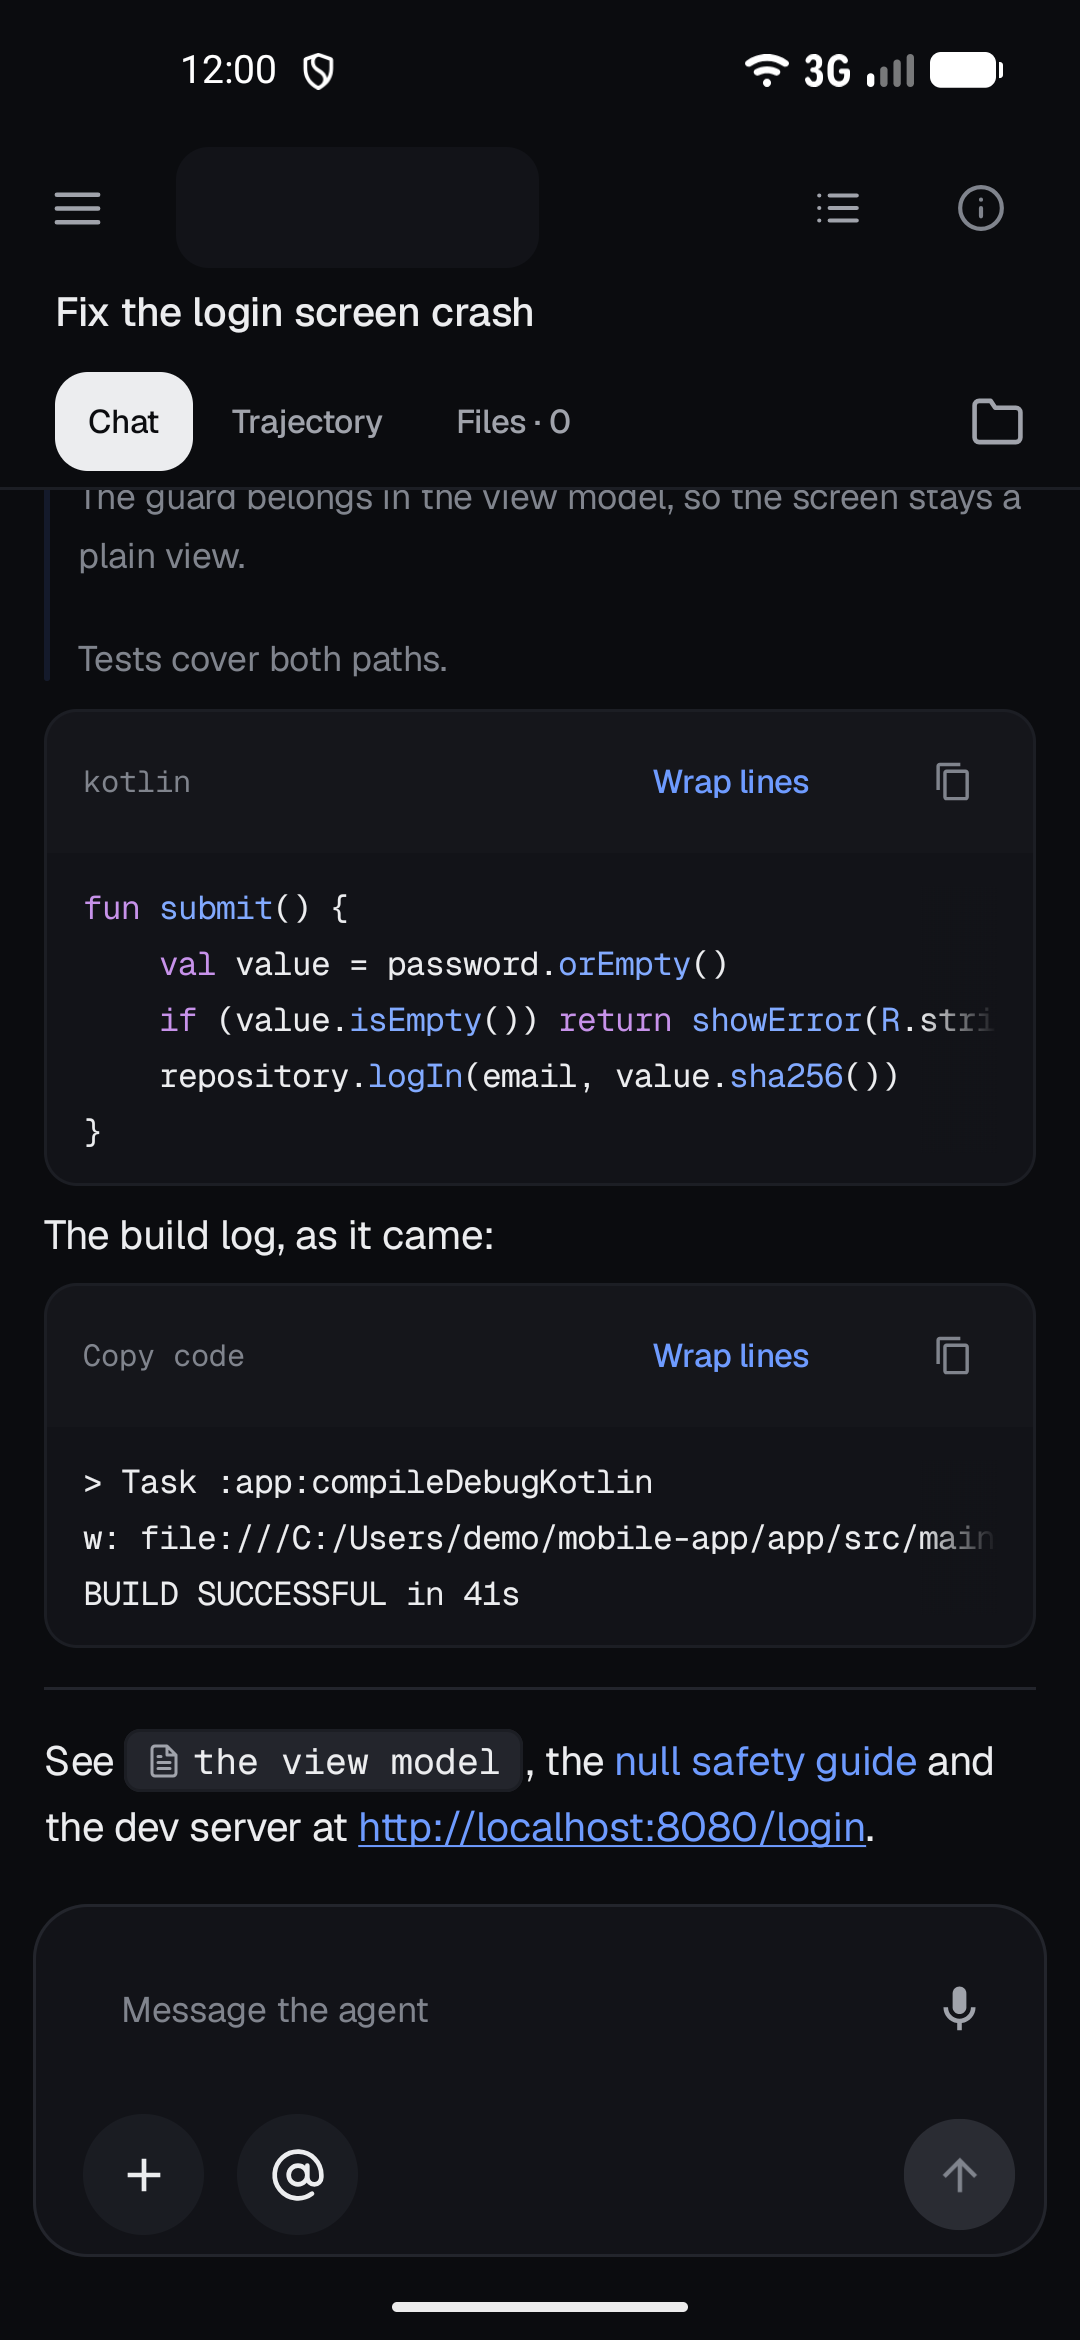 12:00
3G
Fix the login screen crash
Chat
Trajectory
Files · 0
The guard belongs in the view model, so the screen stays a
plain view.
Tests cover both paths.
kotlin
Wrap lines
fun submit() {
    val value = password.orEmpty()
    if (value.isEmpty()) return showError(R.stri
    repository.logIn(email, value.sha256())
}
The build log, as it came:
Copy code
Wrap lines
> Task :app:compileDebugKotlin
w: file:///C:/Users/demo/mobile-app/app/src/main
BUILD SUCCESSFUL in 41s
See the view model, the null safety guide and
the dev server at http://localhost:8080/login.
Message the agent